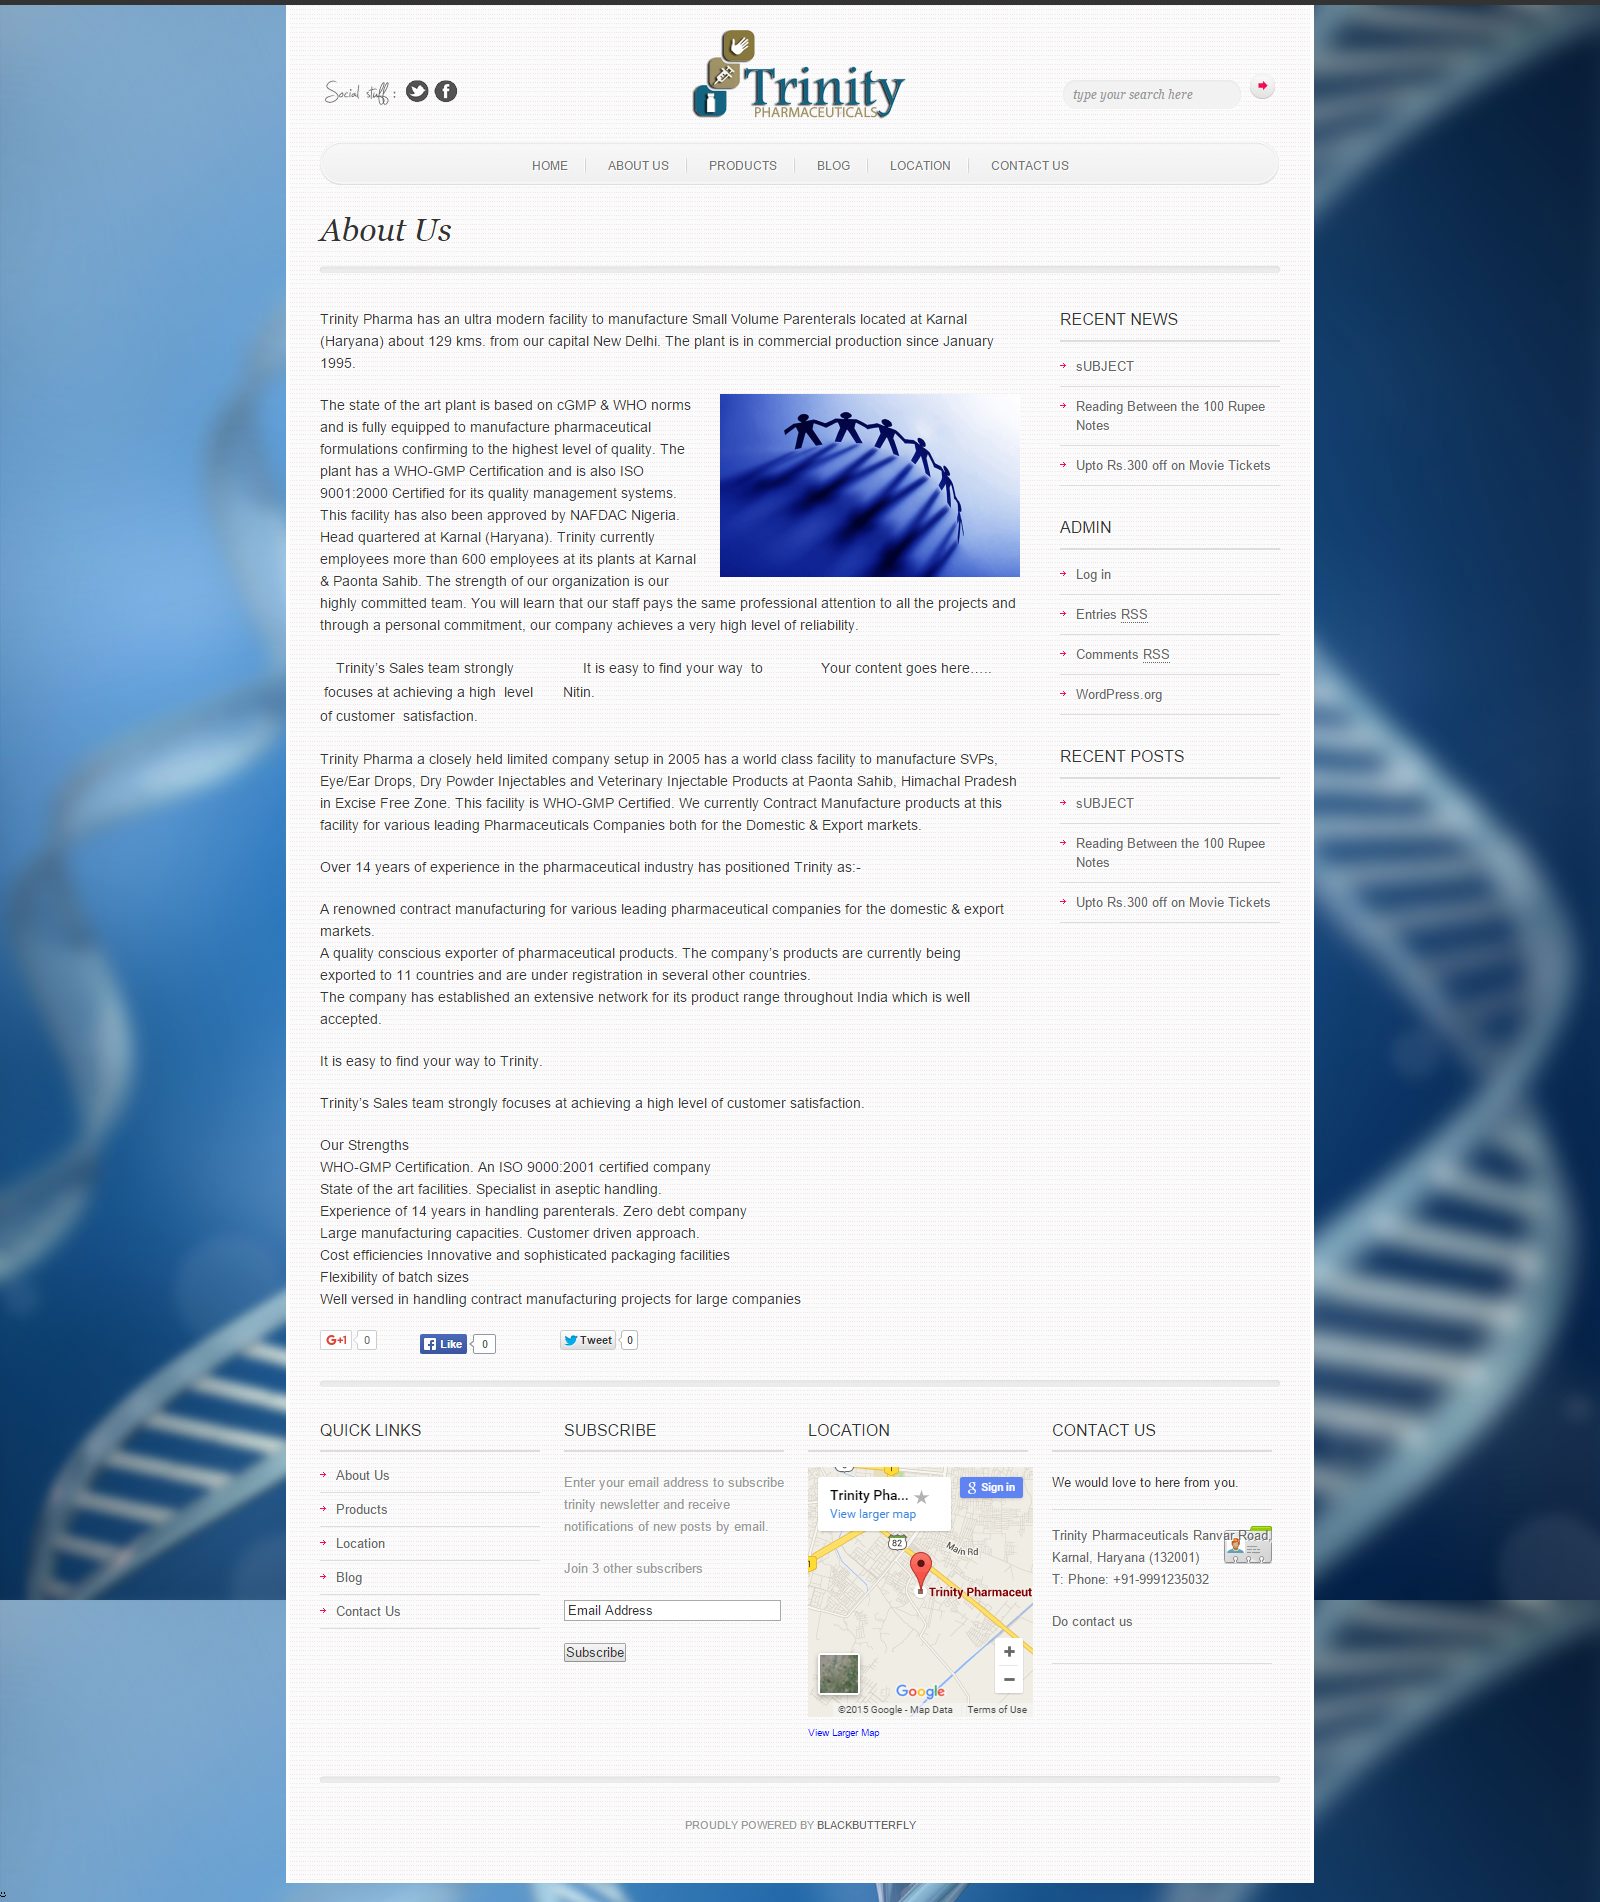 Social stuff :
Trinity
PHARMACEUTICALS
type your search here
HOME
ABOUT US
PRODUCTS
BLOG
LOCATION
CONTACT US
About Us
Trinity Pharma has an ultra modern facility to manufacture Small Volume Parenterals located at Karnal
(Haryana) about 129 kms. from our capital New Delhi. The plant is in commercial production since January
1995.
The state of the art plant is based on cGMP & WHO norms
and is fully equipped to manufacture pharmaceutical
formulations confirming to the highest level of quality. The
plant has a WHO-GMP Certification and is also ISO
9001:2000 Certified for its quality management systems.
This facility has also been approved by NAFDAC Nigeria.
Head quartered at Karnal (Haryana). Trinity currently
employees more than 600 employees at its plants at Karnal
& Paonta Sahib. The strength of our organization is our
highly committed team. You will learn that our staff pays the same professional attention to all the projects and
through a personal commitment, our company achieves a very high level of reliability.
Trinity’s Sales team strongly
focuses at achieving a high level
of customer satisfaction.
It is easy to find your way to
Nitin.
Your content goes here…..
Trinity Pharma a closely held limited company setup in 2005 has a world class facility to manufacture SVPs,
Eye/Ear Drops, Dry Powder Injectables and Veterinary Injectable Products at Paonta Sahib, Himachal Pradesh
in Excise Free Zone. This facility is WHO-GMP Certified. We currently Contract Manufacture products at this
facility for various leading Pharmaceuticals Companies both for the Domestic & Export markets.
Over 14 years of experience in the pharmaceutical industry has positioned Trinity as:-
A renowned contract manufacturing for various leading pharmaceutical companies for the domestic & export
markets.
A quality conscious exporter of pharmaceutical products. The company’s products are currently being
exported to 11 countries and are under registration in several other countries.
The company has established an extensive network for its product range throughout India which is well
accepted.
It is easy to find your way to Trinity.
Trinity’s Sales team strongly focuses at achieving a high level of customer satisfaction.
Our Strengths
WHO-GMP Certification. An ISO 9000:2001 certified company
State of the art facilities. Specialist in aseptic handling.
Experience of 14 years in handling parenterals. Zero debt company
Large manufacturing capacities. Customer driven approach.
Cost efficiencies Innovative and sophisticated packaging facilities
Flexibility of batch sizes
Well versed in handling contract manufacturing projects for large companies
G+1 0
Like 0
Tweet 0
RECENT NEWS
sUBJECT
Reading Between the 100 Rupee
Notes
Upto Rs.300 off on Movie Tickets
ADMIN
Log in
Entries RSS
Comments RSS
WordPress.org
RECENT POSTS
sUBJECT
Reading Between the 100 Rupee
Notes
Upto Rs.300 off on Movie Tickets
QUICK LINKS
About Us
Products
Location
Blog
Contact Us
SUBSCRIBE
Enter your email address to subscribe
trinity newsletter and receive
notifications of new posts by email.
Join 3 other subscribers
Email Address
Subscribe
LOCATION
Trinity Pha...
View larger map
Sign in
82
Main Rd
1
Trinity Pharmaceut
Google
©2015 Google - Map Data
Terms of Use
View Larger Map
CONTACT US
We would love to here from you.
Trinity Pharmaceuticals Ranvar Road,
Karnal, Haryana (132001)
T: Phone: +91-9991235032
Do contact us
PROUDLY POWERED BY BLACKBUTTERFLY